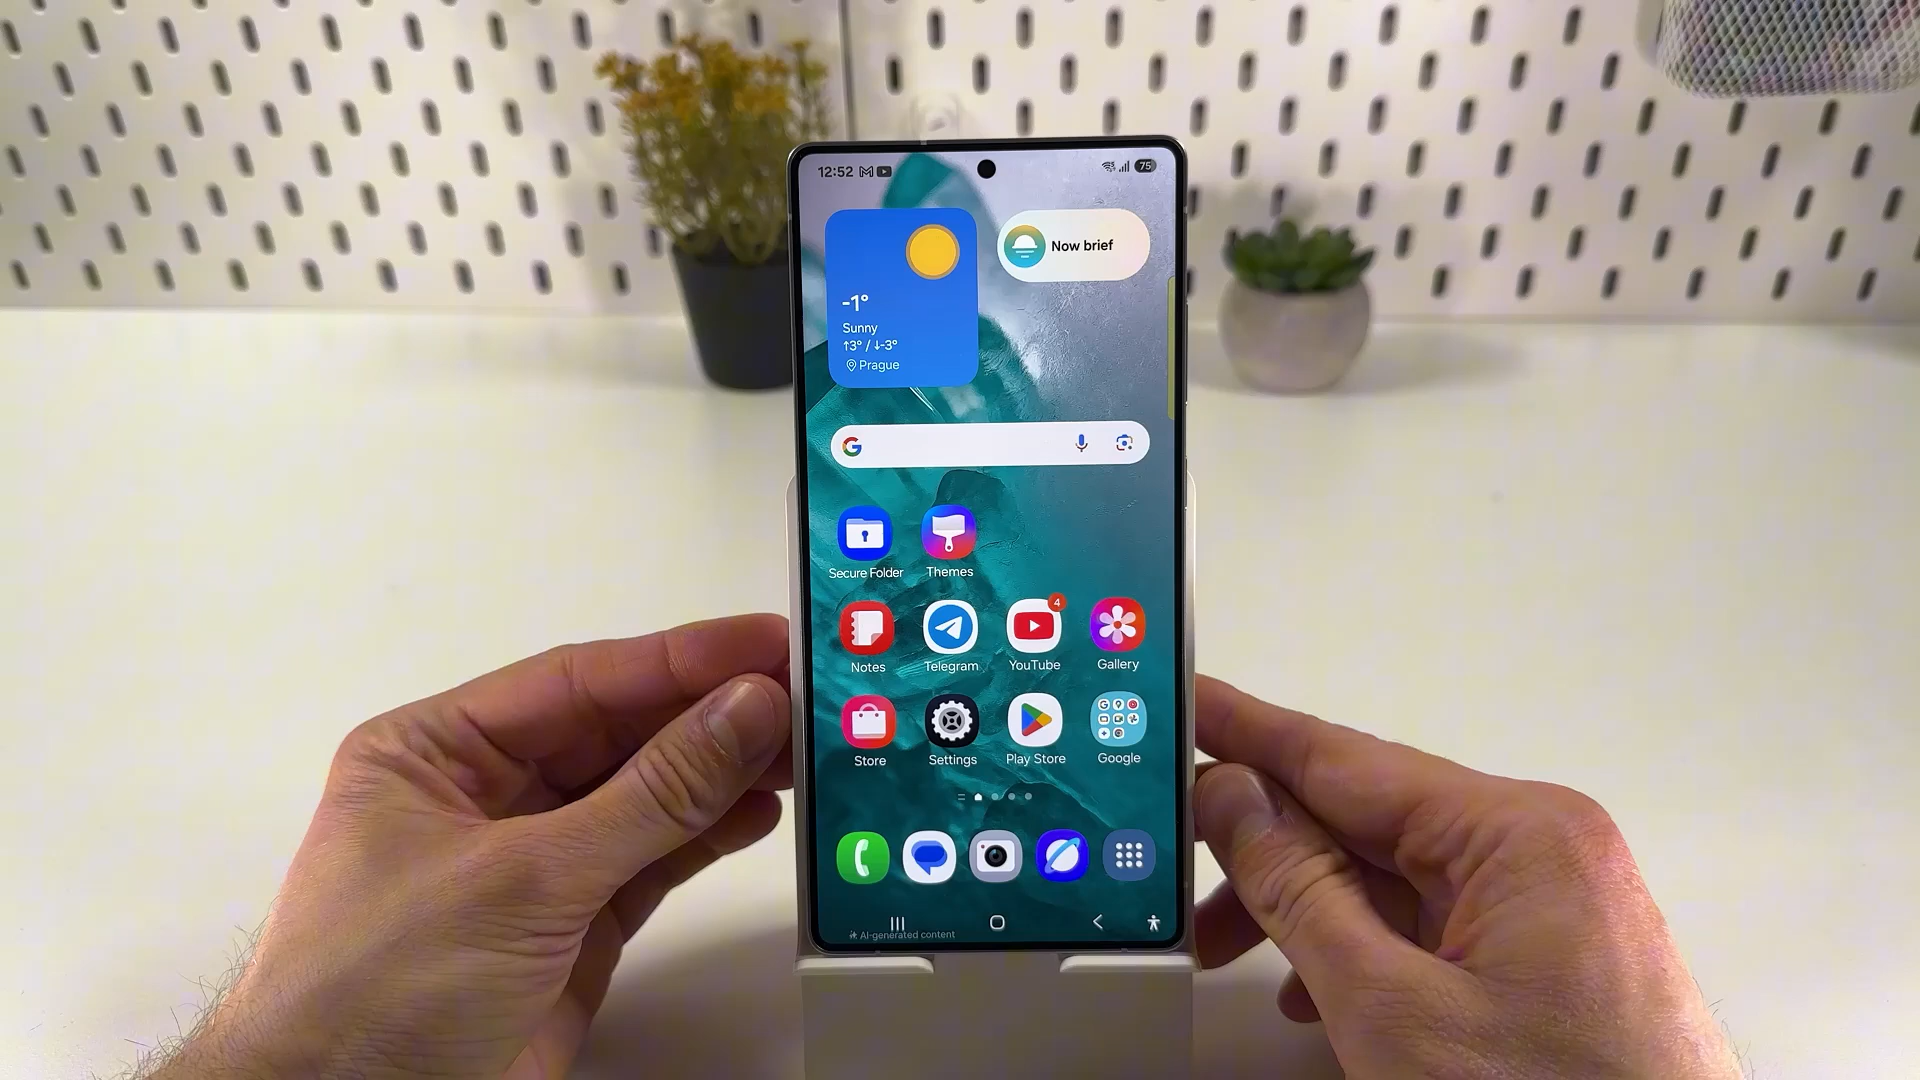 12:52
75
Now brief
-1°
Sunny
↑3° / ↓-3°
Prague
Secure Folder
Themes
4
Notes
Telegram
YouTube
Gallery
Store
Settings
Play Store
Google
AI-generated content